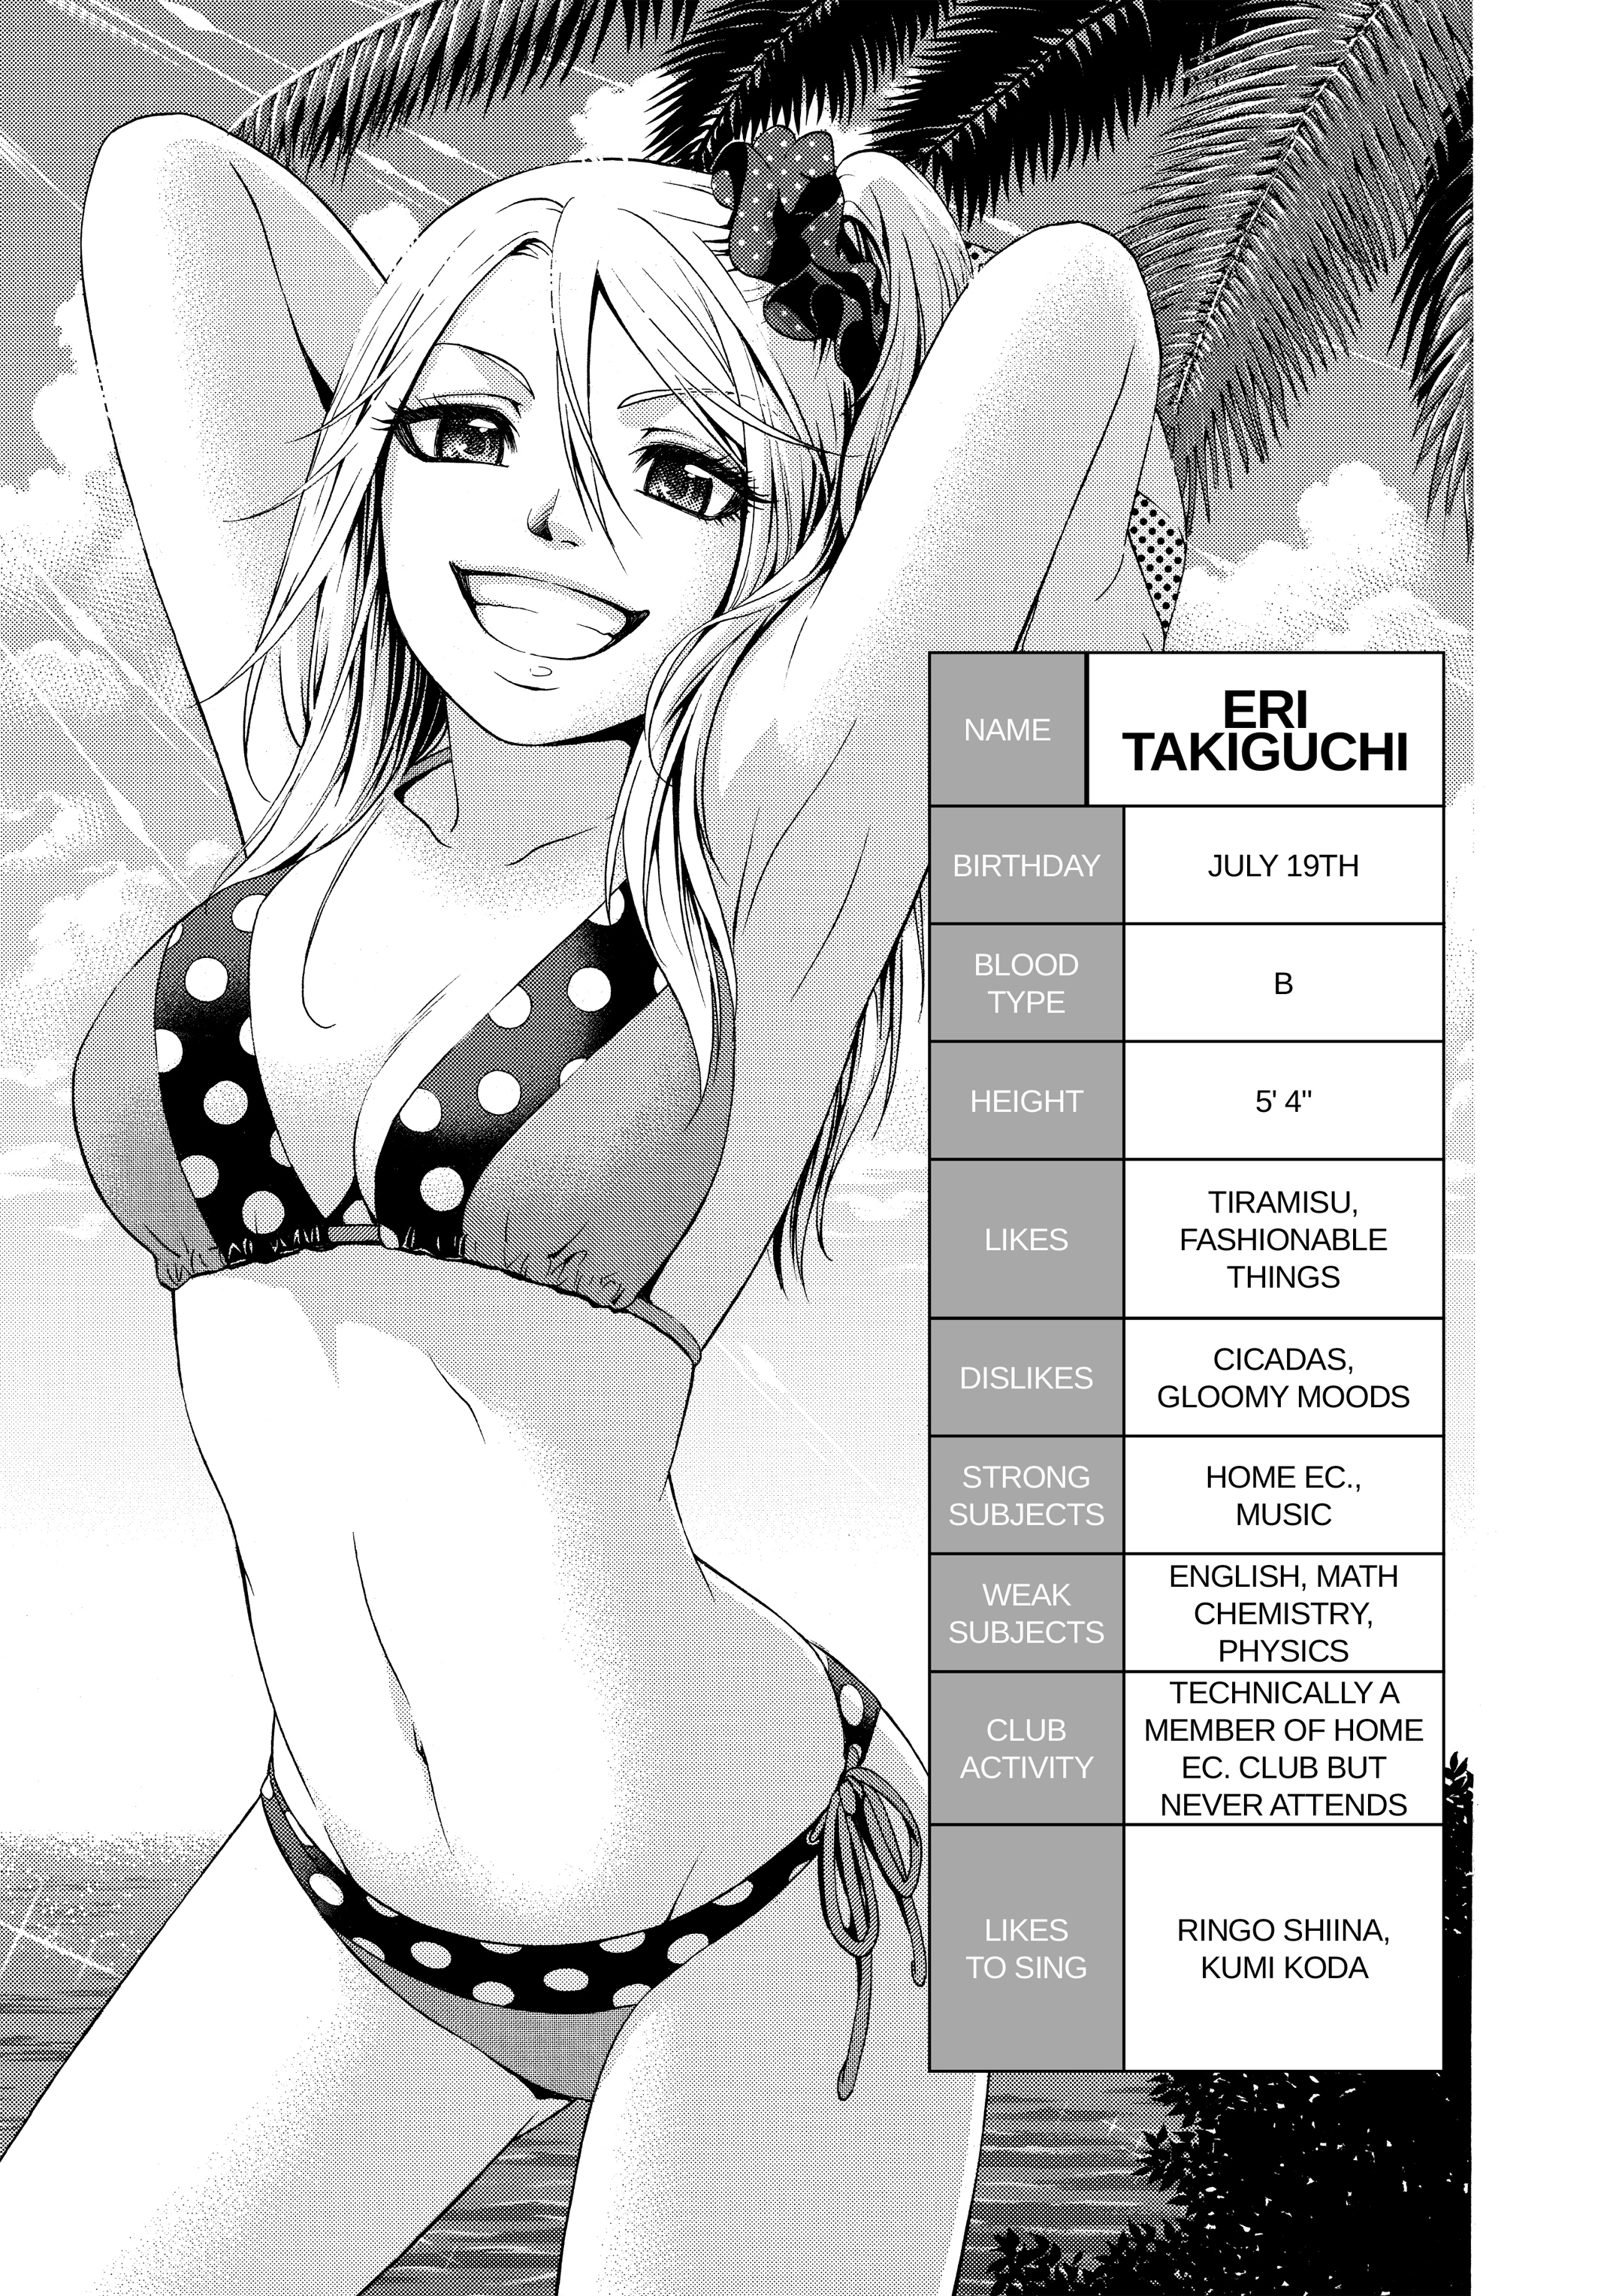 NAME
ERI
TAKIGUCHI
BIRTHDAY
JULY 19TH
BLOOD
TYPE
B
HEIGHT
5' 4"
LIKES
TIRAMISU,
FASHIONABLE
THINGS
DISLIKES
CICADAS,
GLOOMY MOODS
STRONG
SUBJECTS
HOME EC.,
MUSIC
WEAK
SUBJECTS
ENGLISH, MATH
CHEMISTRY,
PHYSICS
CLUB
ACTIVITY
TECHNICALLY A
MEMBER OF HOME
EC. CLUB BUT
NEVER ATTENDS
LIKES
TO SING
RINGO SHIINA,
KUMI KODA